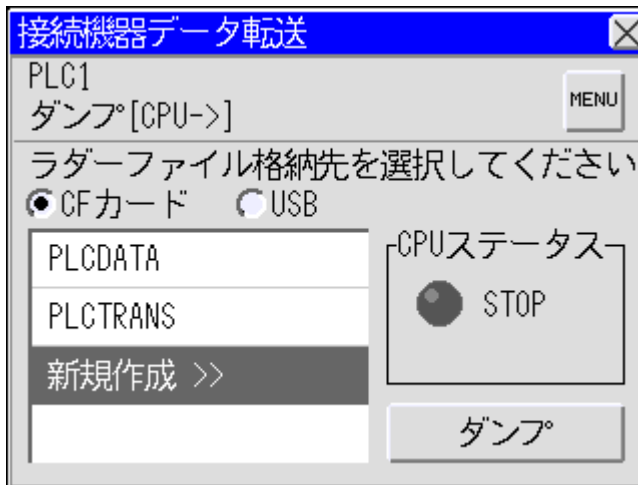 接続機器データ転送
PLC1
ダンプ[CPU->]
MENU
ラダーファイル格納先を選択してください
CFカード USB
PLCDATA
PLCTRANS
新規作成 >>
CPUステータス
STOP
ダンプ